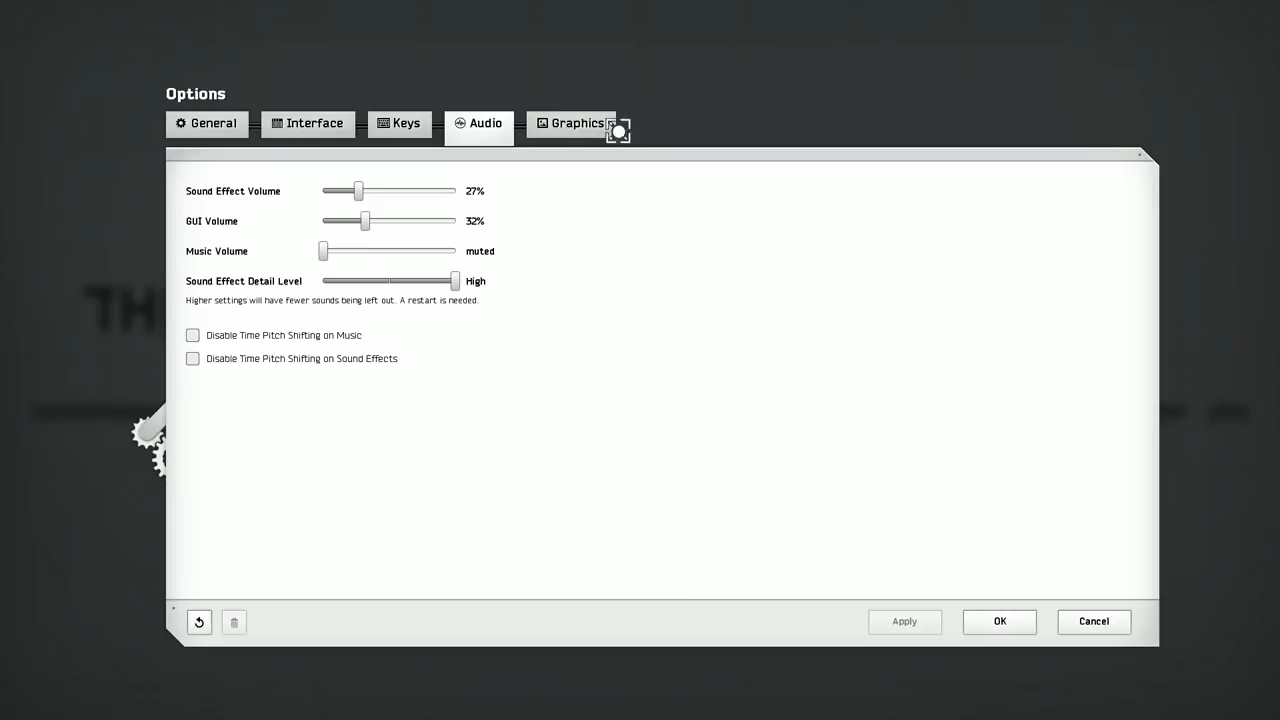 Options
General Interface Keys Audio Graphics
Sound Effect Volume 27%
GUI Volume 32%
Music Volume muted
Sound Effect Detail Level High
Higher settings will have fewer sounds being left out. A restart is needed.
Disable Time Pitch Shifting on Music
Disable Time Pitch Shifting on Sound Effects
TH
Apply OK Cancel